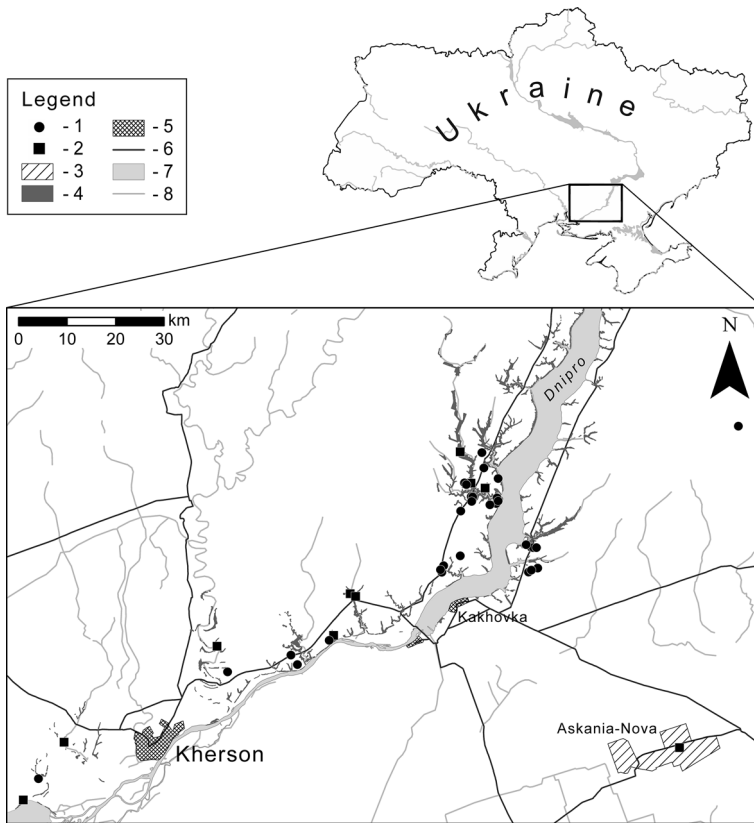 Ukraine
Legend
- 1
- 5
- 2
- 6
- 3
- 7
- 4
- 8
km
0 10 20 30
N
Dnipro
Kakhovka
Askania-Nova
Kherson